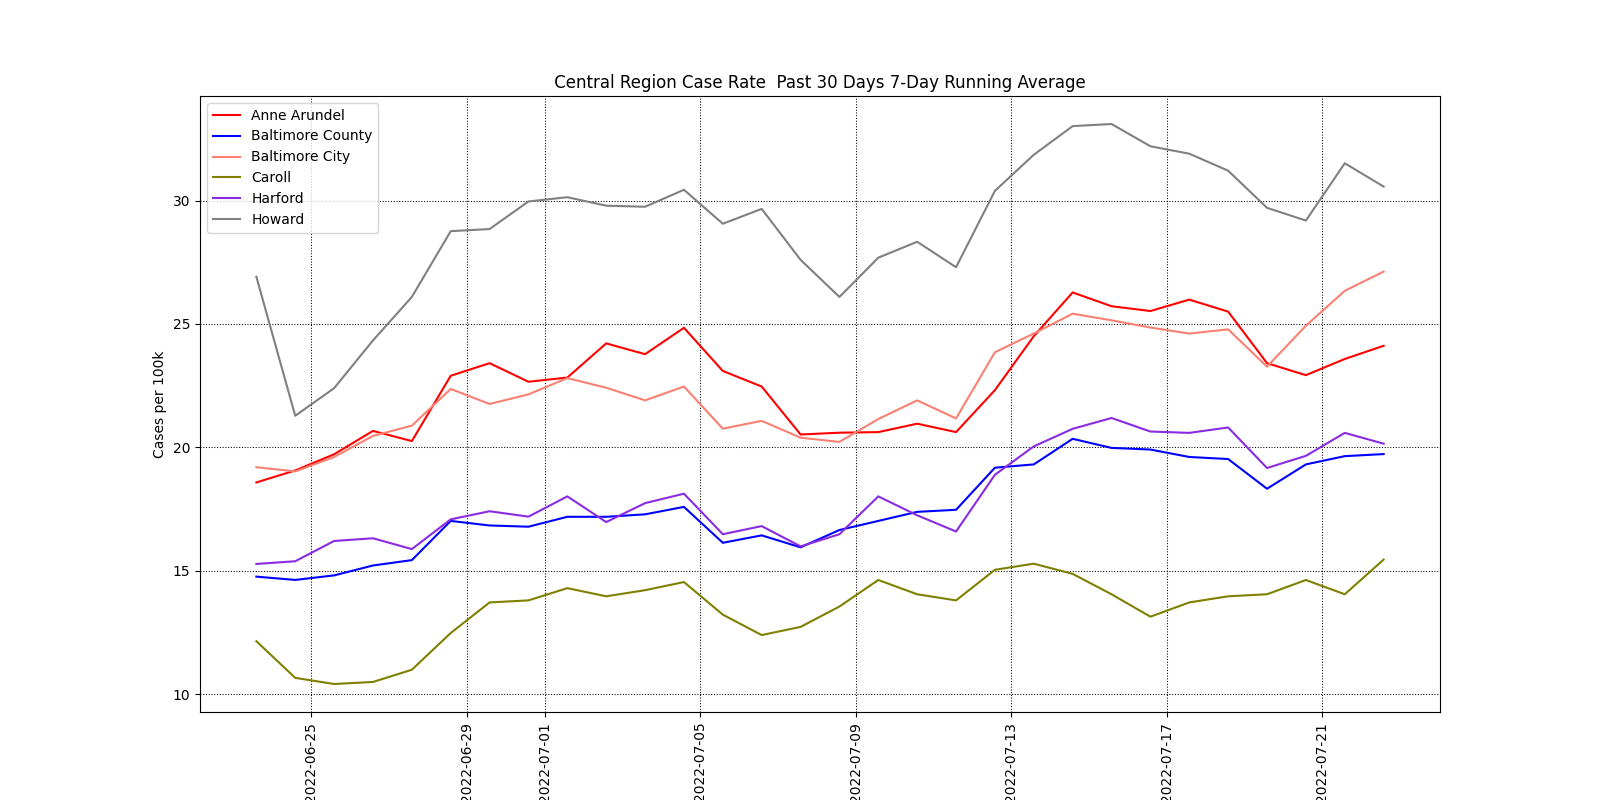 Central Region Case Rate  Past 30 Days 7-Day Running Average
Anne Arundel
Baltimore County
Baltimore City
Caroll
Harford
Howard
30
25
20
15
10
Cases per 100k
2022-06-25
2022-06-29
2022-07-01
2022-07-05
2022-07-09
2022-07-13
2022-07-17
2022-07-21